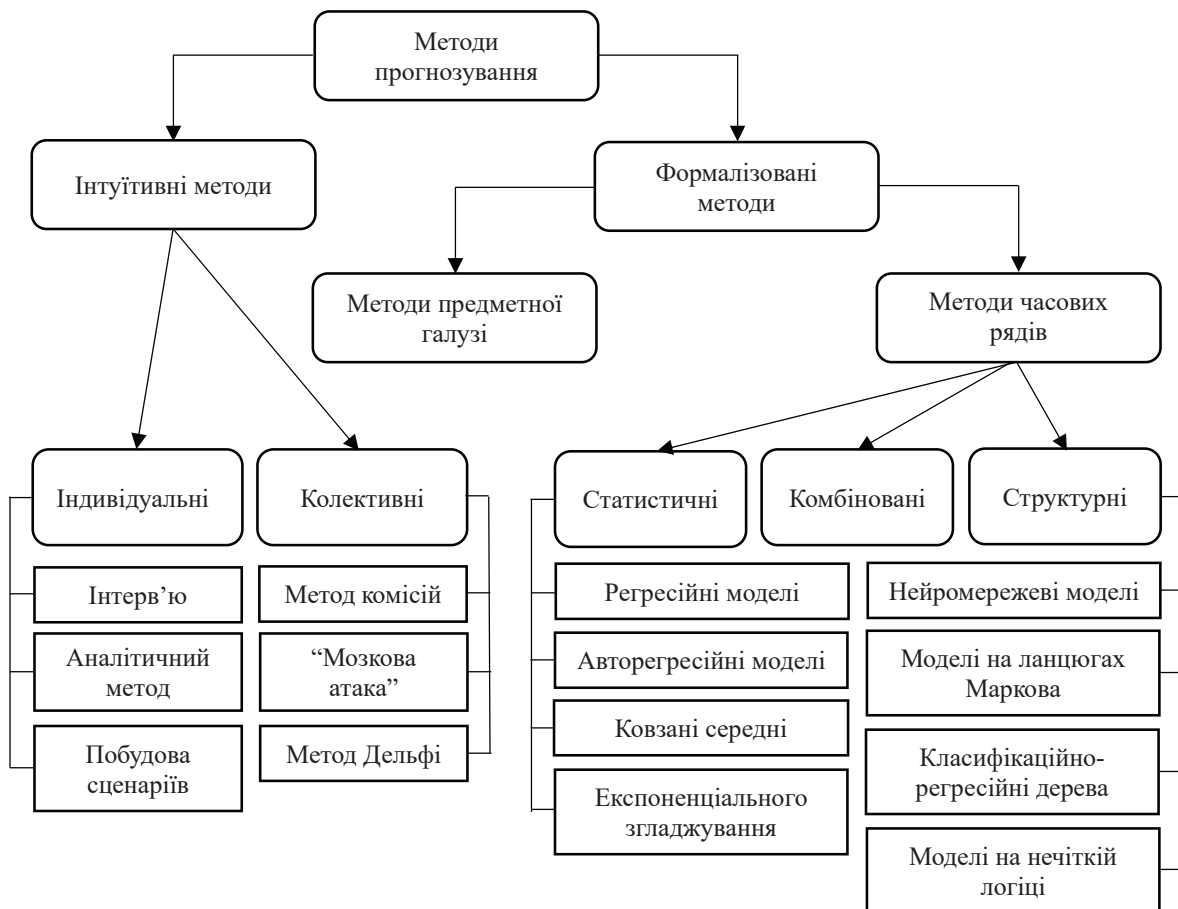 Методи
прогнозування
Інтуїтивні методи
Формалізовані
методи
Методи предметної
галузі
Методи часових
рядів
Індивідуальні
Колективні
Статистичні
Комбіновані
Структурні
Інтерв’ю
Аналітичний
метод
Побудова
сценаріїв
Метод комісій
“Мозкова
атака”
Метод Дельфі
Регресійні моделі
Авторегресійні моделі
Ковзані середні
Експоненціального
згладжування
Нейромережеві моделі
Моделі на ланцюгах
Маркова
Класифікаційно-
регресійні дерева
Моделі на нечіткій
логіці